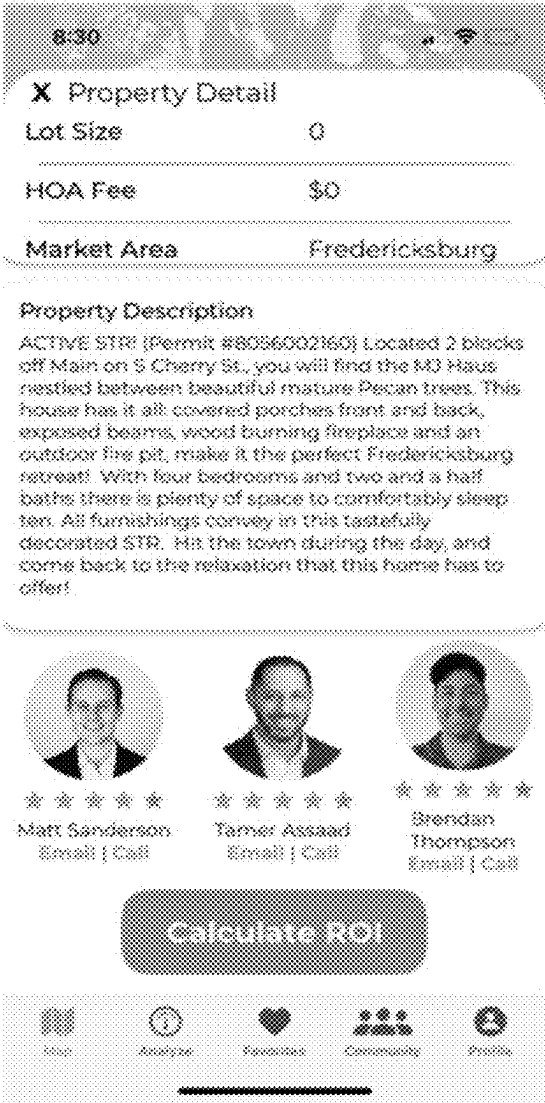 8:30
X Property Detail
Lot Size 0
HOA Fee $0
Market Area Fredericksburg
Property Description
ACTIVE STR! (Permit #8056002160) Located 2 blocks
off Main on S Cherry St., you will find the MJ Haus
nestled between beautiful mature Pecan trees. This
house has it all: covered porches front and back,
exposed beams, wood burning fireplace and an
outdoor fire pit, make it the perfect Fredericksburg
retreat! With four bedrooms and two and a half
baths there is plenty of space to comfortably sleep
ten. All furnishings convey in this tastefully
decorated STR. Hit the town during the day, and
come back to the relaxation that this home has to
offer!
Matt Sanderson Tamer Assaad Brendan
Thompson
Email | Call Email | Call Email | Call
Calculate ROI
Map Analyze Favorites Community Profile